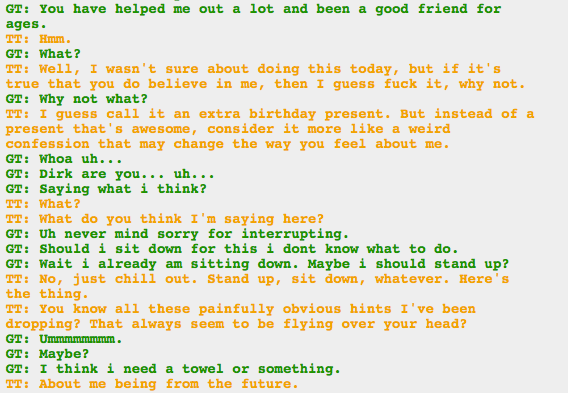 GT: You have helped me out a lot and been a good friend for
ages.
TT: Hmm.
GT: What?
TT: Well, I wasn't sure about doing this today, but if it's
true that you do believe in me, then I guess fuck it, why not.
GT: Why not what?
TT: I guess call it an extra birthday present. But instead of a
present that's awesome, consider it more like a weird
confession that may change the way you feel about me.
GT: Whoa uh...
GT: Dirk are you... uh...
GT: Saying what i think?
TT: What?
TT: What do you think I'm saying here?
GT: Uh never mind sorry for interrupting.
GT: Should i sit down for this i dont know what to do.
GT: Wait i already am sitting down. Maybe i should stand up?
TT: No, just chill out. Stand up, sit down, whatever. Here's
the thing.
TT: You know all these painfully obvious hints I've been
dropping? That always seem to be flying over your head?
GT: Ummmmmmmm.
GT: Maybe?
GT: I think i need a towel or something.
TT: About me being from the future.